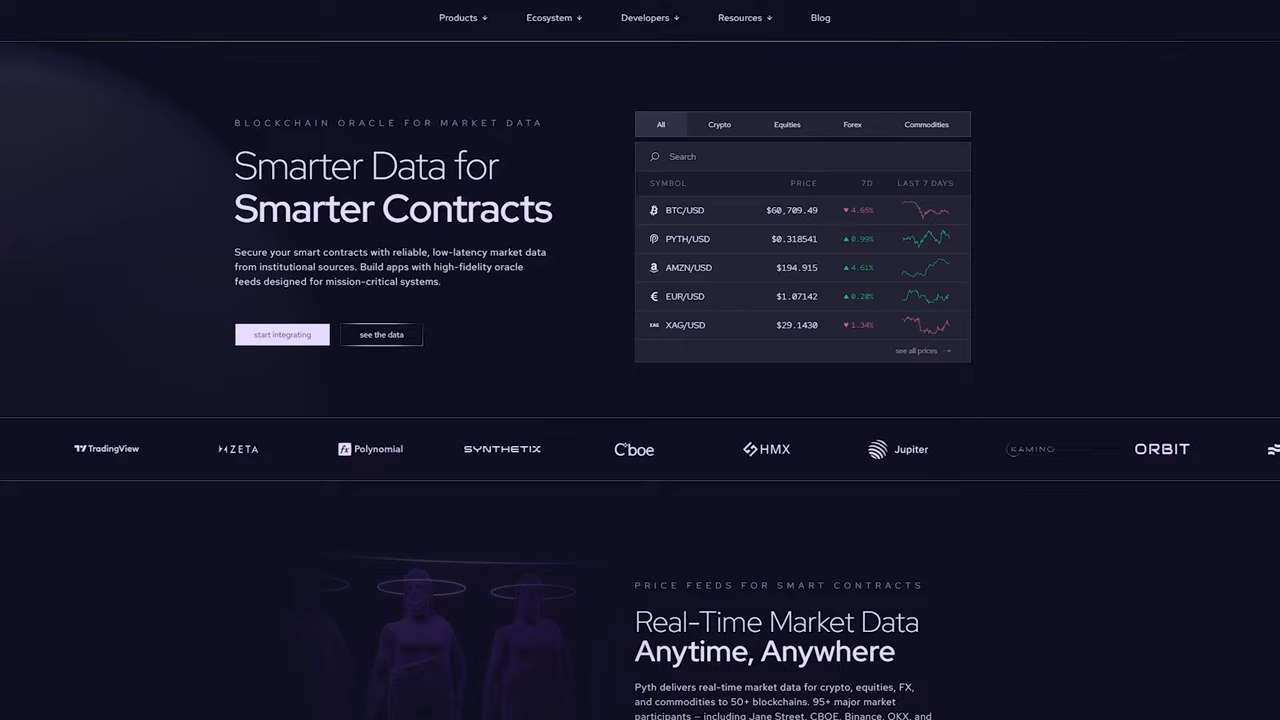 Products ↓ Ecosystem ↓ Developers ↓ Resources ↓ Blog
BLOCKCHAIN ORACLE FOR MARKET DATA
Smarter Data for
Smarter Contracts
Secure your smart contracts with reliable, low-latency market data
from institutional sources. Build apps with high-fidelity oracle
feeds designed for mission-critical systems.
start integrating see the data
All Crypto Equities Forex Commodities
Search
SYMBOL PRICE 7D LAST 7 DAYS
BTC/USD $60,709.49 ▼ 4.65%
PYTH/USD $0.318541 ▲ 0.99%
AMZN/USD $194.915 ▲ 4.61%
EUR/USD $1.07142 ▲ 0.20%
XAG XAG/USD $29.1430 ▼ 1.34%
see all prices →
TradingView ZETA Polynomial SYNTHETIX Cboe HMX Jupiter KAMINO ORBIT
PRICE FEEDS FOR SMART CONTRACTS
Real-Time Market Data
Anytime, Anywhere
Pyth delivers real-time market data for crypto, equities, FX,
and commodities to 50+ blockchains. 95+ major market
participants — including Jane Street, CBOE, Binance, OKX, and